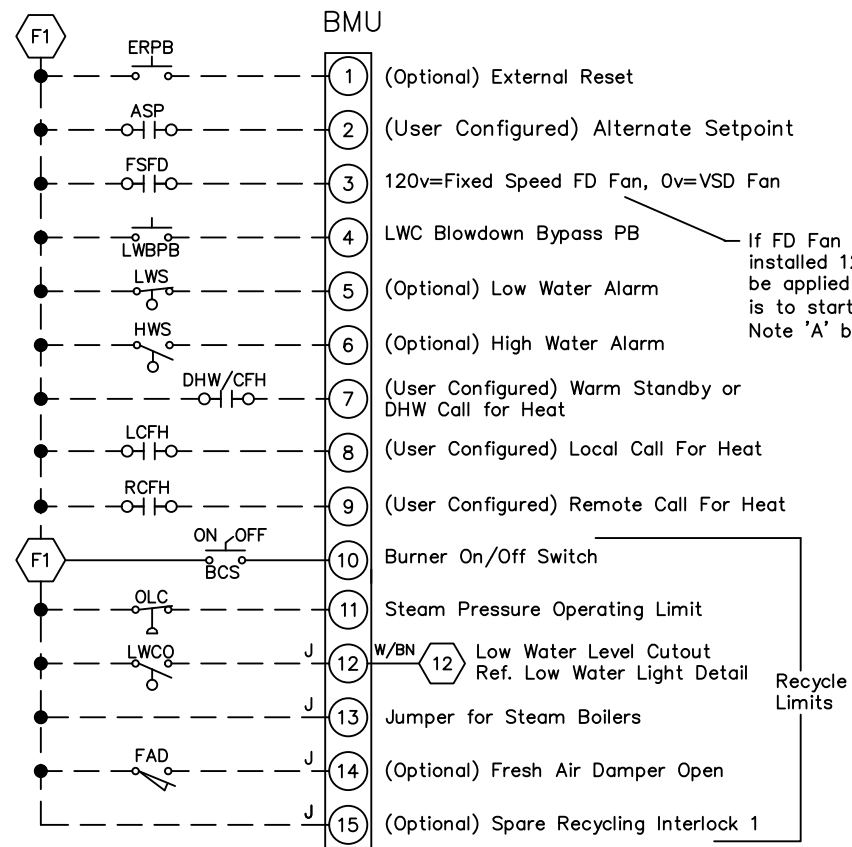 BMU
F1
ERPB
1 (Optional) External Reset
ASP
2 (User Configured) Alternate Setpoint
FSFD
3 120v=Fixed Speed FD Fan, 0v=VSD Fan
LWBPB
4 LWC Blowdown Bypass PB
If FD Fan
installed 12
be applied
is to start
Note 'A' b
LWS
5 (Optional) Low Water Alarm
HWS
6 (Optional) High Water Alarm
DHW/CFH
7 (User Configured) Warm Standby or
DHW Call for Heat
LCFH
8 (User Configured) Local Call For Heat
RCFH
9 (User Configured) Remote Call For Heat
F1
ON OFF
BCS
10 Burner On/Off Switch
OLC
11 Steam Pressure Operating Limit
LWCO
J 12 W/BN 12 Low Water Level Cutout
Ref. Low Water Light Detail
Recycle
Limits
J 13 Jumper for Steam Boilers
FAD
J 14 (Optional) Fresh Air Damper Open
J 15 (Optional) Spare Recycling Interlock 1